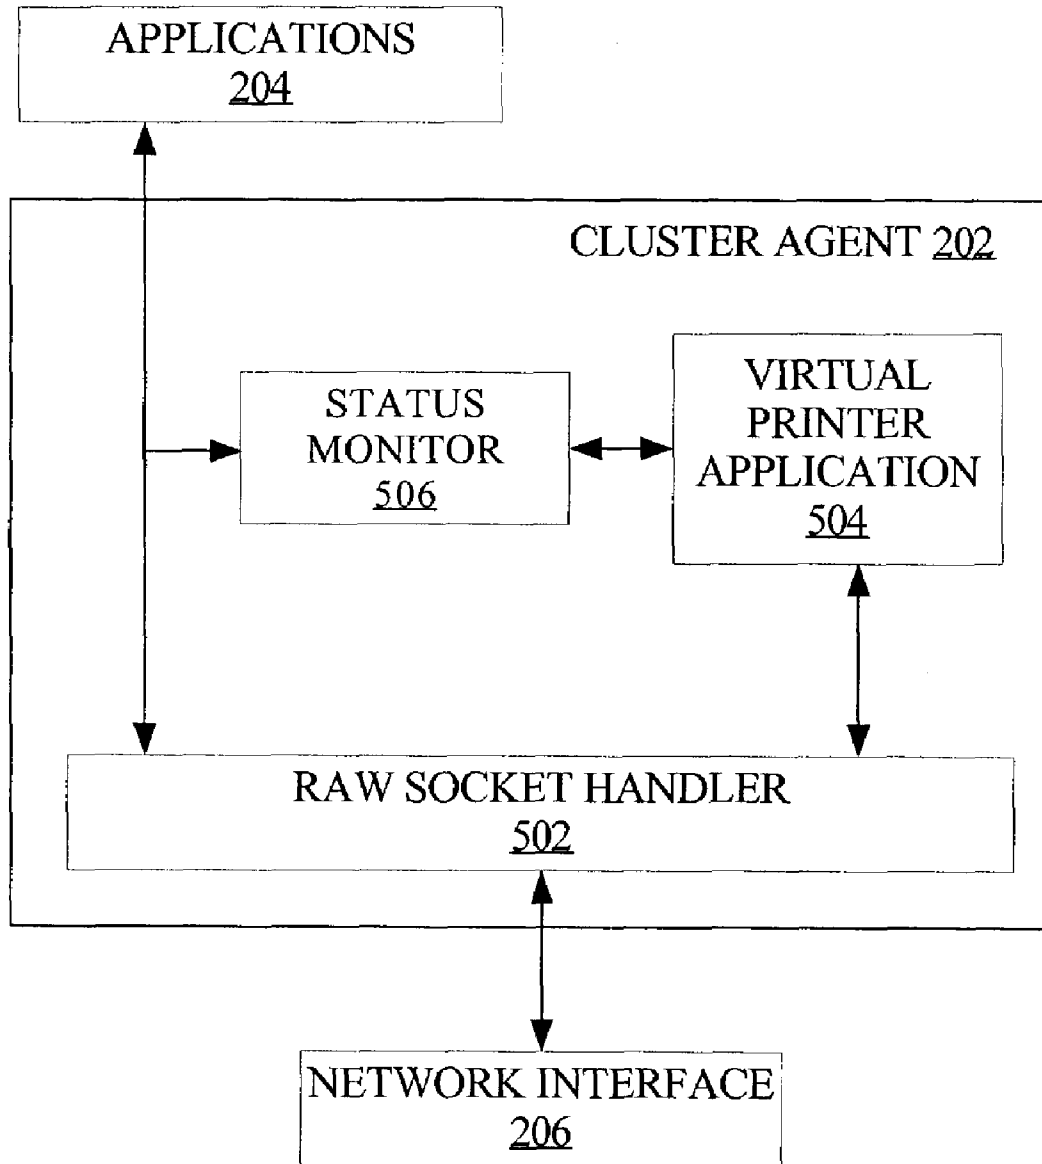 APPLICATIONS
204
CLUSTER AGENT 202
STATUS
MONITOR
506
VIRTUAL
PRINTER
APPLICATION
504
RAW SOCKET HANDLER
502
NETWORK INTERFACE
206